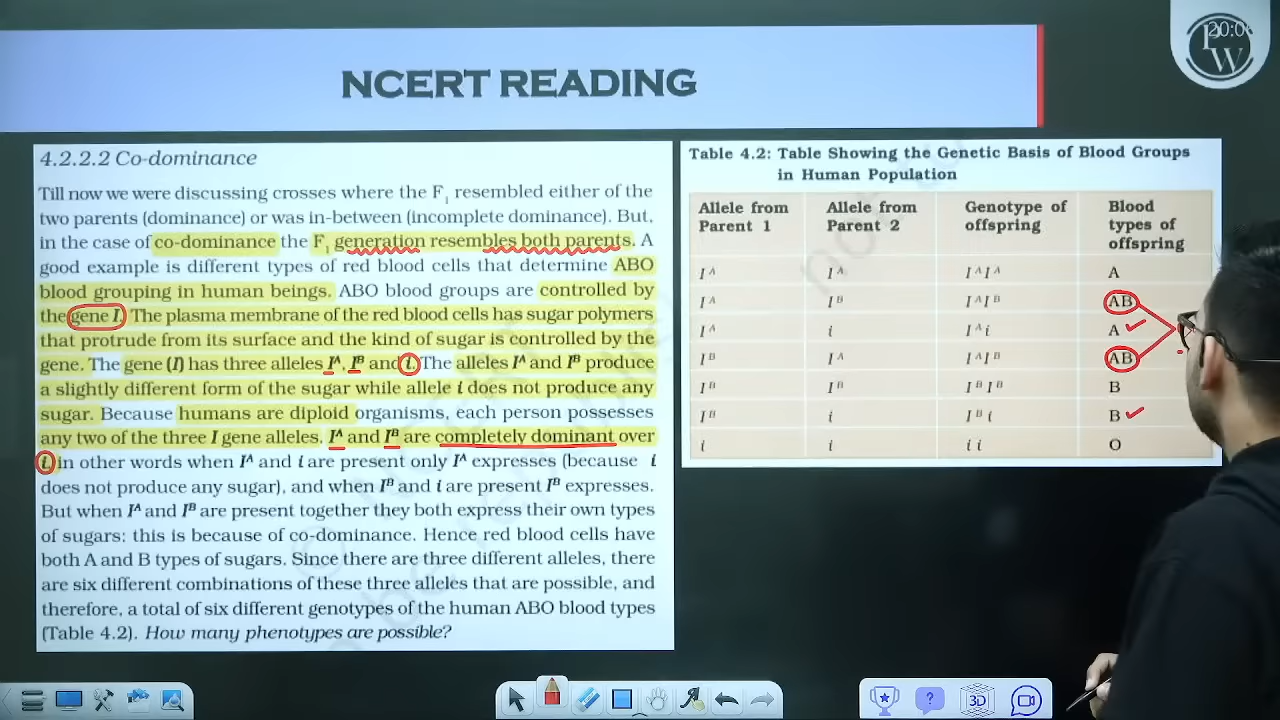 NCERT READING
20:0
P
W
4.2.2.2 Co-dominance
Till now we were discussing crosses where the F1 resembled either of the
two parents (dominance) or was in-between (incomplete dominance). But,
in the case of co-dominance the F1 generation resembles both parents. A
good example is different types of red blood cells that determine ABO
blood grouping in human beings. ABO blood groups are controlled by
the gene I. The plasma membrane of the red blood cells has sugar polymers
that protrude from its surface and the kind of sugar is controlled by the
gene. The gene (I) has three alleles Iᴬ, Iᴮ and i. The alleles Iᴬ and Iᴮ produce
a slightly different form of the sugar while allele i does not produce any
sugar. Because humans are diploid organisms, each person possesses
any two of the three I gene alleles. Iᴬ and Iᴮ are completely dominant over
i, in other words when Iᴬ and i are present only Iᴬ expresses (because i
does not produce any sugar), and when Iᴮ and i are present Iᴮ expresses.
But when Iᴬ and Iᴮ are present together they both express their own types
of sugars: this is because of co-dominance. Hence red blood cells have
both A and B types of sugars. Since there are three different alleles, there
are six different combinations of these three alleles that are possible, and
therefore, a total of six different genotypes of the human ABO blood types
(Table 4.2). How many phenotypes are possible?
Table 4.2: Table Showing the Genetic Basis of Blood Groups
in Human Population
Allele from Parent 1 Allele from Parent 2 Genotype of offspring Blood types of offspring
Iᴬ Iᴬ IᴬIᴬ A
Iᴬ Iᴮ IᴬIᴮ AB
Iᴬ i Iᴬi A
Iᴮ Iᴬ IᴬIᴮ AB
Iᴮ Iᴮ IᴮIᴮ B
Iᴮ i Iᴮi B
i i ii O
?
3D